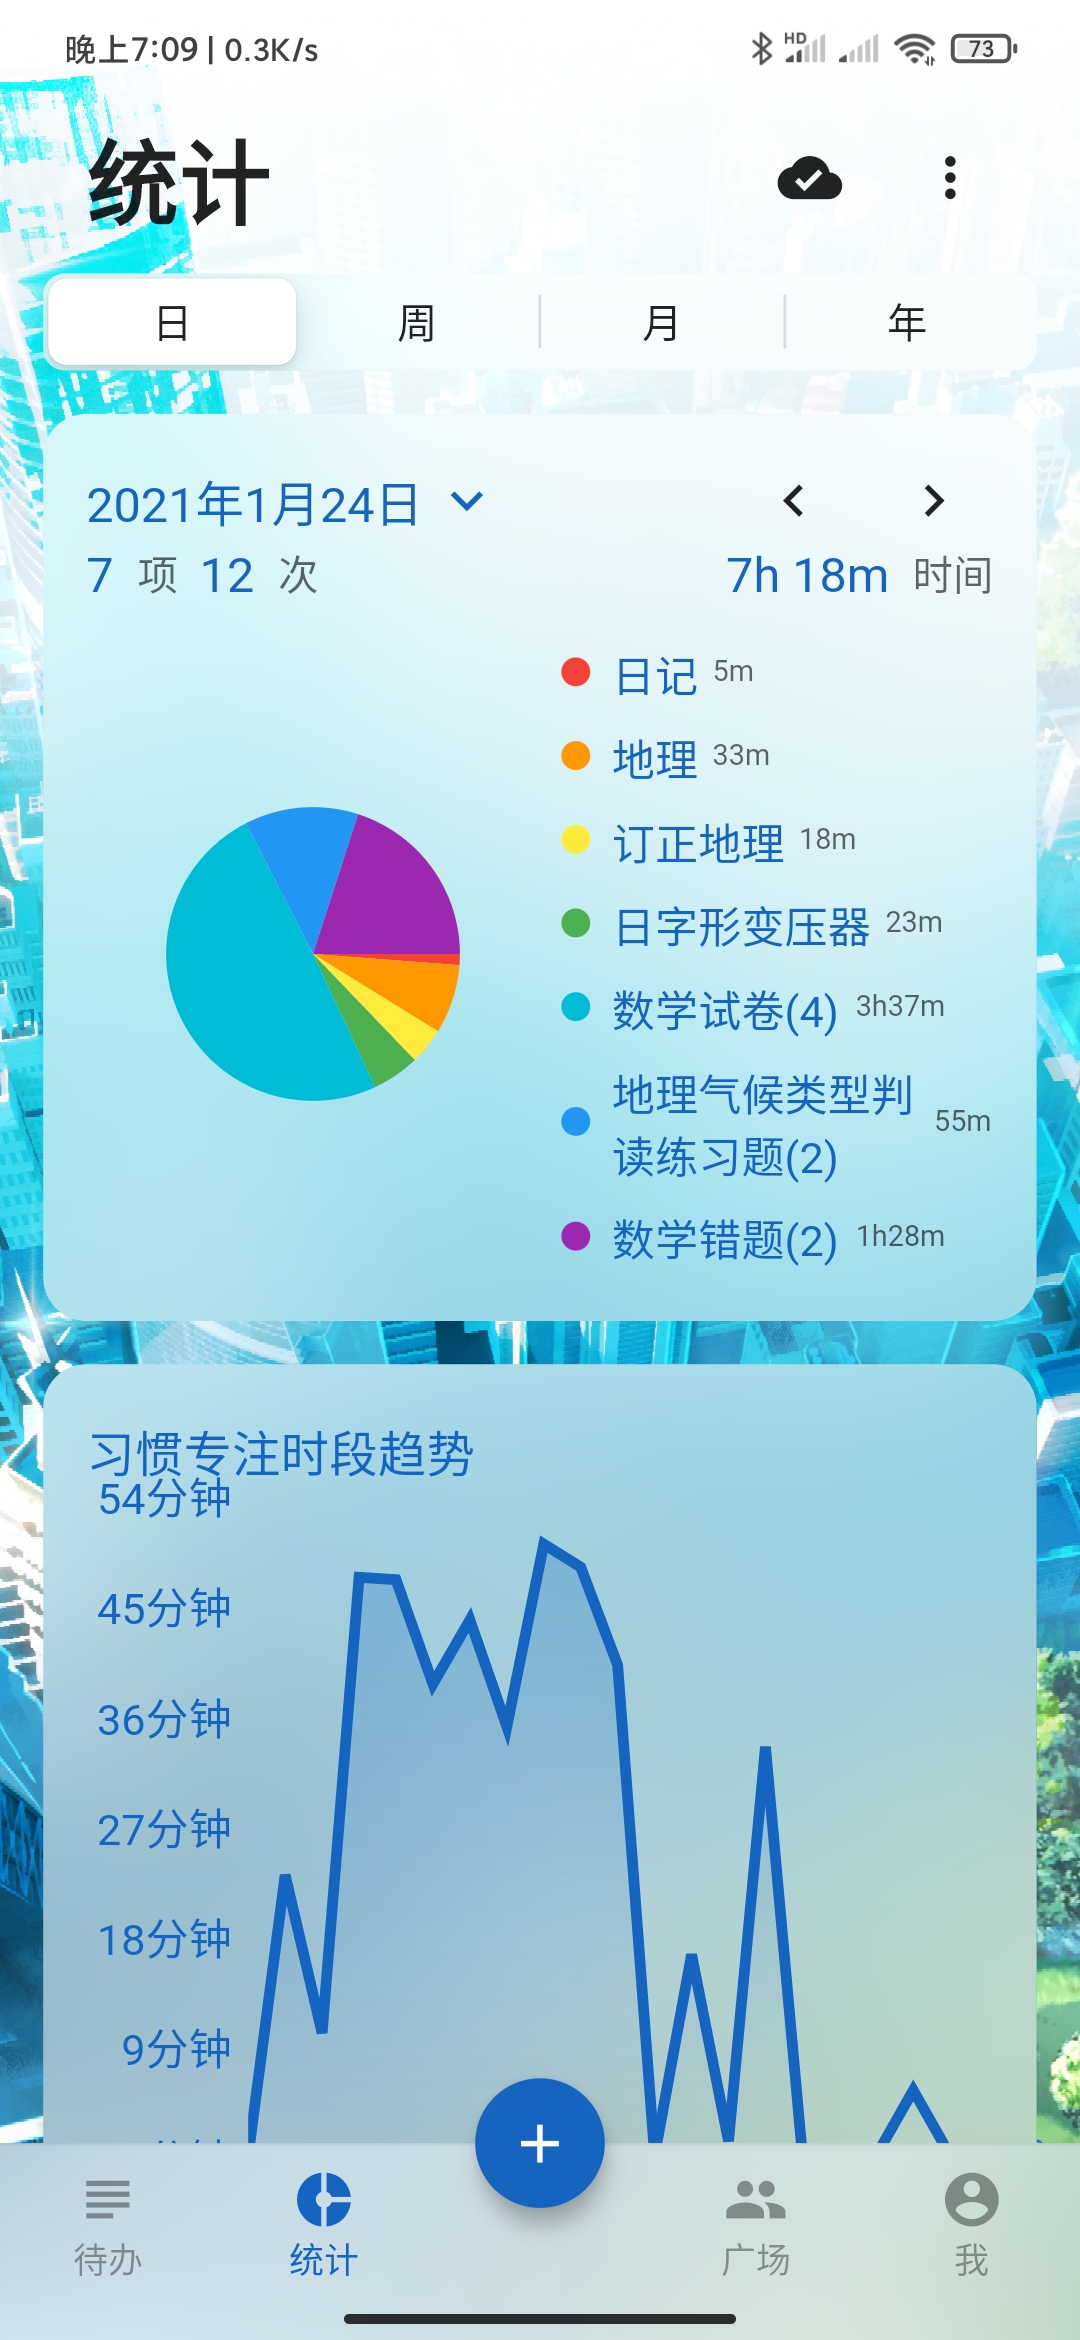 晚上7:09 | 0.3K/s
HD
73
统计
日 周 月 年
2021年1月24日
7 项 12 次 7h 18m 时间
日记 5m
地理 33m
订正地理 18m
日字形变压器 23m
数学试卷(4) 3h37m
地理气候类型判
读练习题(2) 55m
数学错题(2) 1h28m
习惯专注时段趋势
54分钟
45分钟
36分钟
27分钟
18分钟
9分钟
待办 统计 广场 我